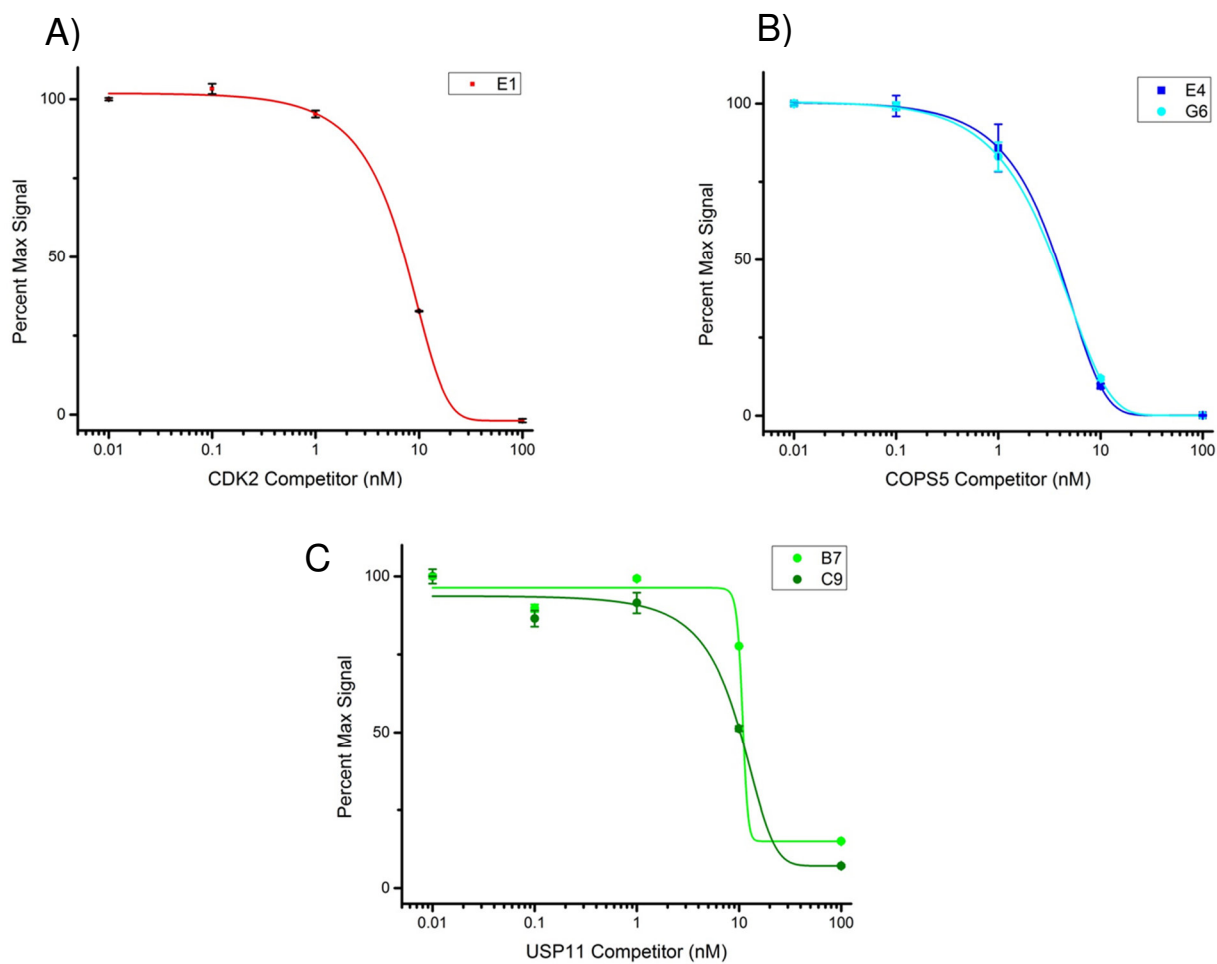 A)
E1
100
50
0
Percent Max Signal
0.01 0.1 1 10 100
CDK2 Competitor (nM)
B)
E4
G6
100
50
0
Percent Max Signal
0.01 0.1 1 10 100
COPS5 Competitor (nM)
C
B7
C9
100
50
0
Percent Max Signal
0.01 0.1 1 10 100
USP11 Competitor (nM)